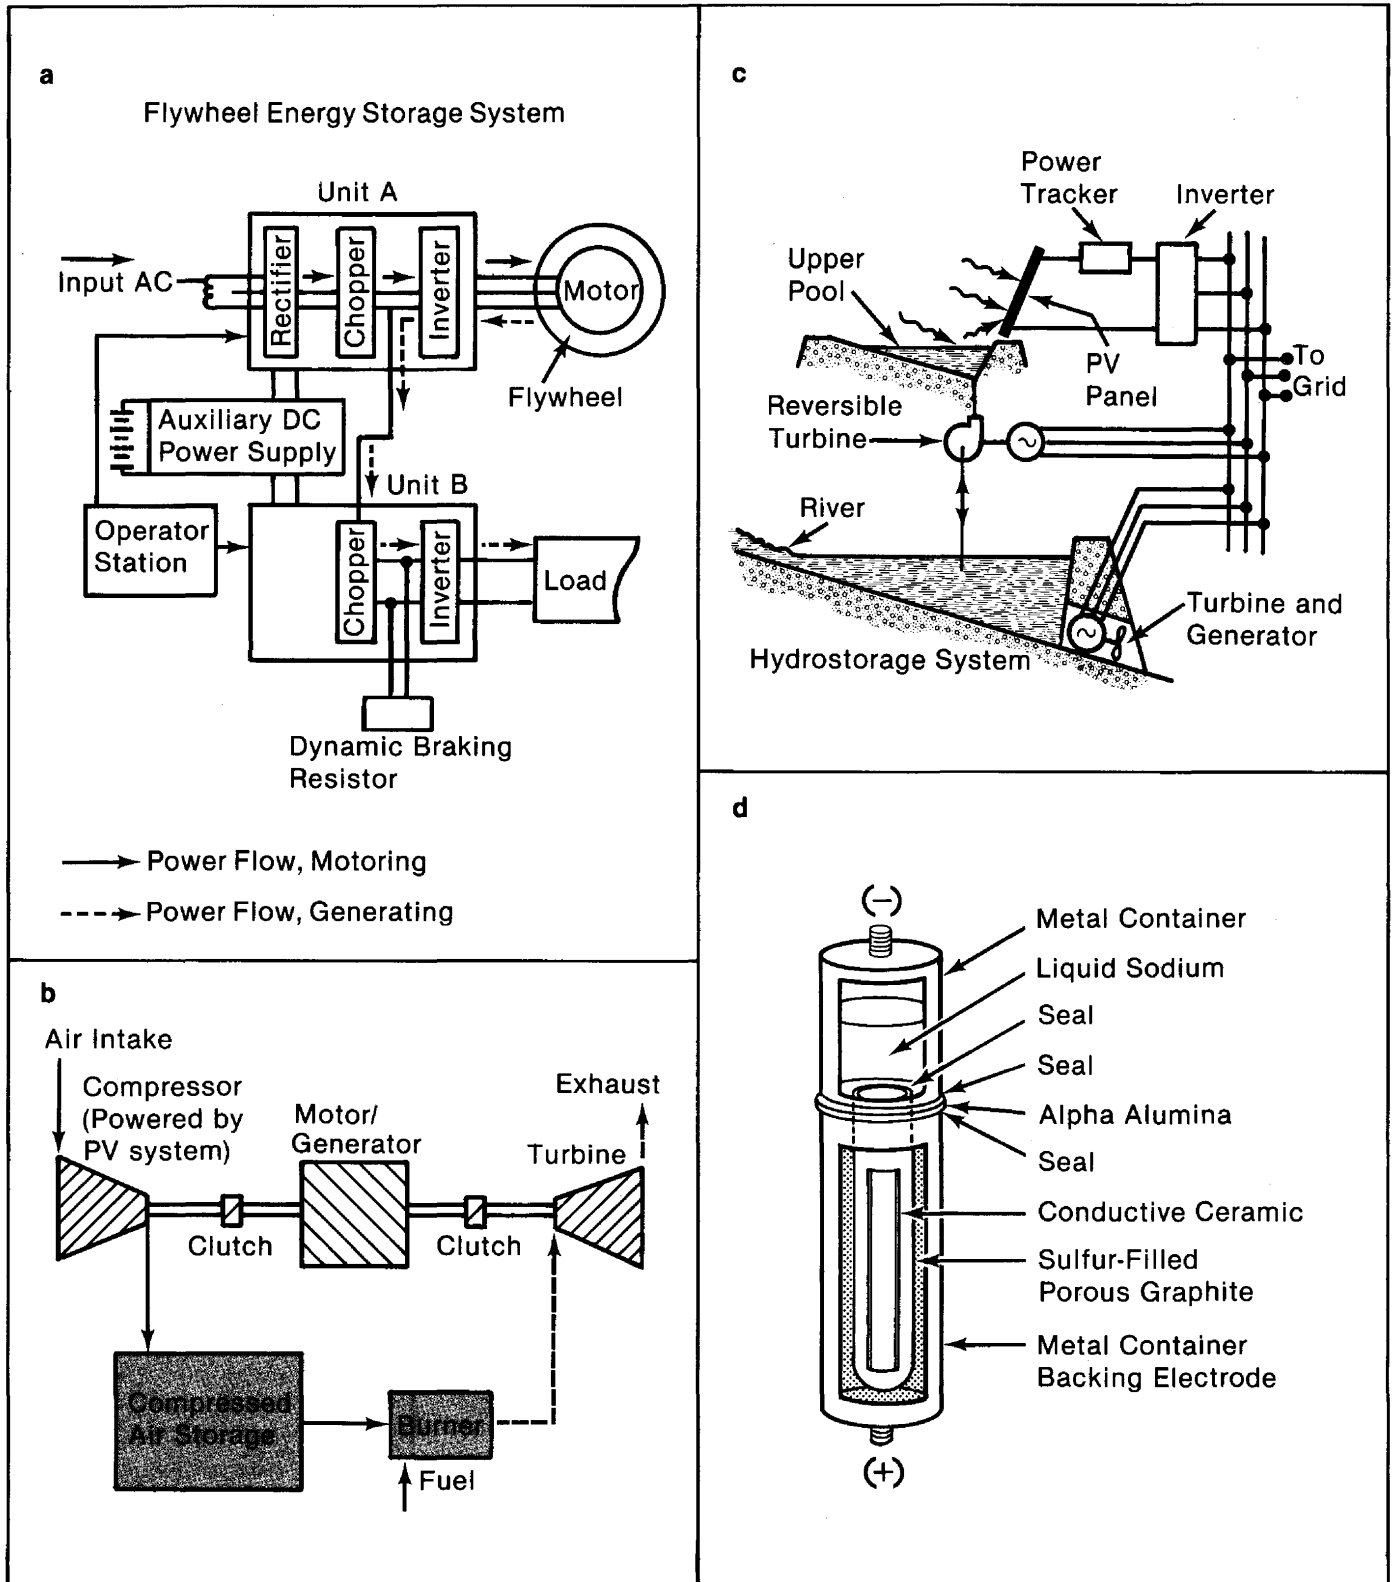 a
Flywheel Energy Storage System
Unit A
Input AC
Rectifier
Chopper
Inverter
Motor
Flywheel
Auxiliary DC
Power Supply
Operator
Station
Unit B
Chopper
Inverter
Load
Dynamic Braking
Resistor
Power Flow, Motoring
Power Flow, Generating
b
Air Intake
Compressor
(Powered by
PV system)
Motor/
Generator
Exhaust
Turbine
Clutch
Clutch
Compressed
Air Storage
Burner
Fuel
c
Power
Tracker
Inverter
Upper
Pool
PV
Panel
To
Grid
Reversible
Turbine
~
River
~
Turbine and
Generator
Hydrostorage System
d
(-)
Metal Container
Liquid Sodium
Seal
Seal
Alpha Alumina
Seal
Conductive Ceramic
Sulfur-Filled
Porous Graphite
Metal Container
Backing Electrode
(+)